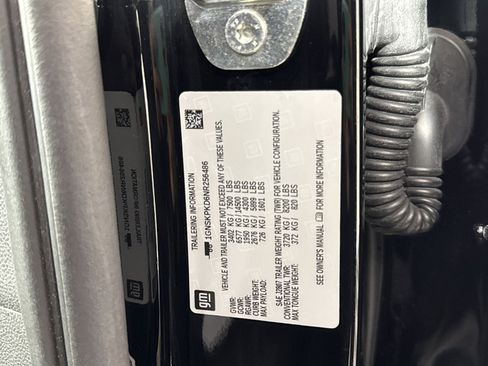 TRAILERING INFORMATION
1GNSKPKD6NR256486
VEHICLE AND TRAILER MUST NOT EXCEED ANY OF THESE VALUES.
GVWR: 3402 KG / 7500 LBS
GCWR: 6577 KG / 14500 LBS
RGAWR: 1950 KG / 4300 LBS
CURB WEIGHT: 2676 KG / 5899 LBS
MAX PAYLOAD: 726 KG / 1601 LBS
SAE J2807 TRAILER WEIGHT RATING (TWR) FOR VEHICLE CONFIGURATION.
CONVENTIONAL TWR: 3720 KG / 8200 LBS
MAX TONGUE WEIGHT: 372 KG / 820 LBS
SEE OWNER'S MANUAL FOR MORE INFORMATION
gm